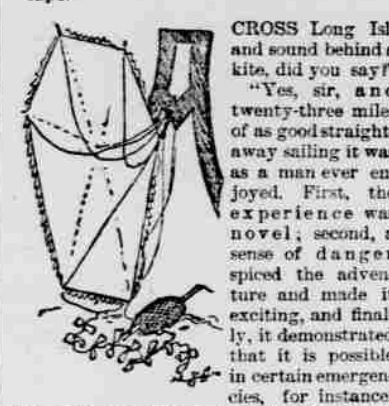 CROSS Long Isl
and sound behind a
kite, did you say?
"Yes, sir, and
twenty-three mile
of as good straight
away sailing it was
as a man ever en
joyed. First, the
experience was
novel; second, a
sense of danger
spiced the adven
ture and made it
exciting, and final
ly, it demonstrated
that it is possible
in certain emergen
cies, for instance,